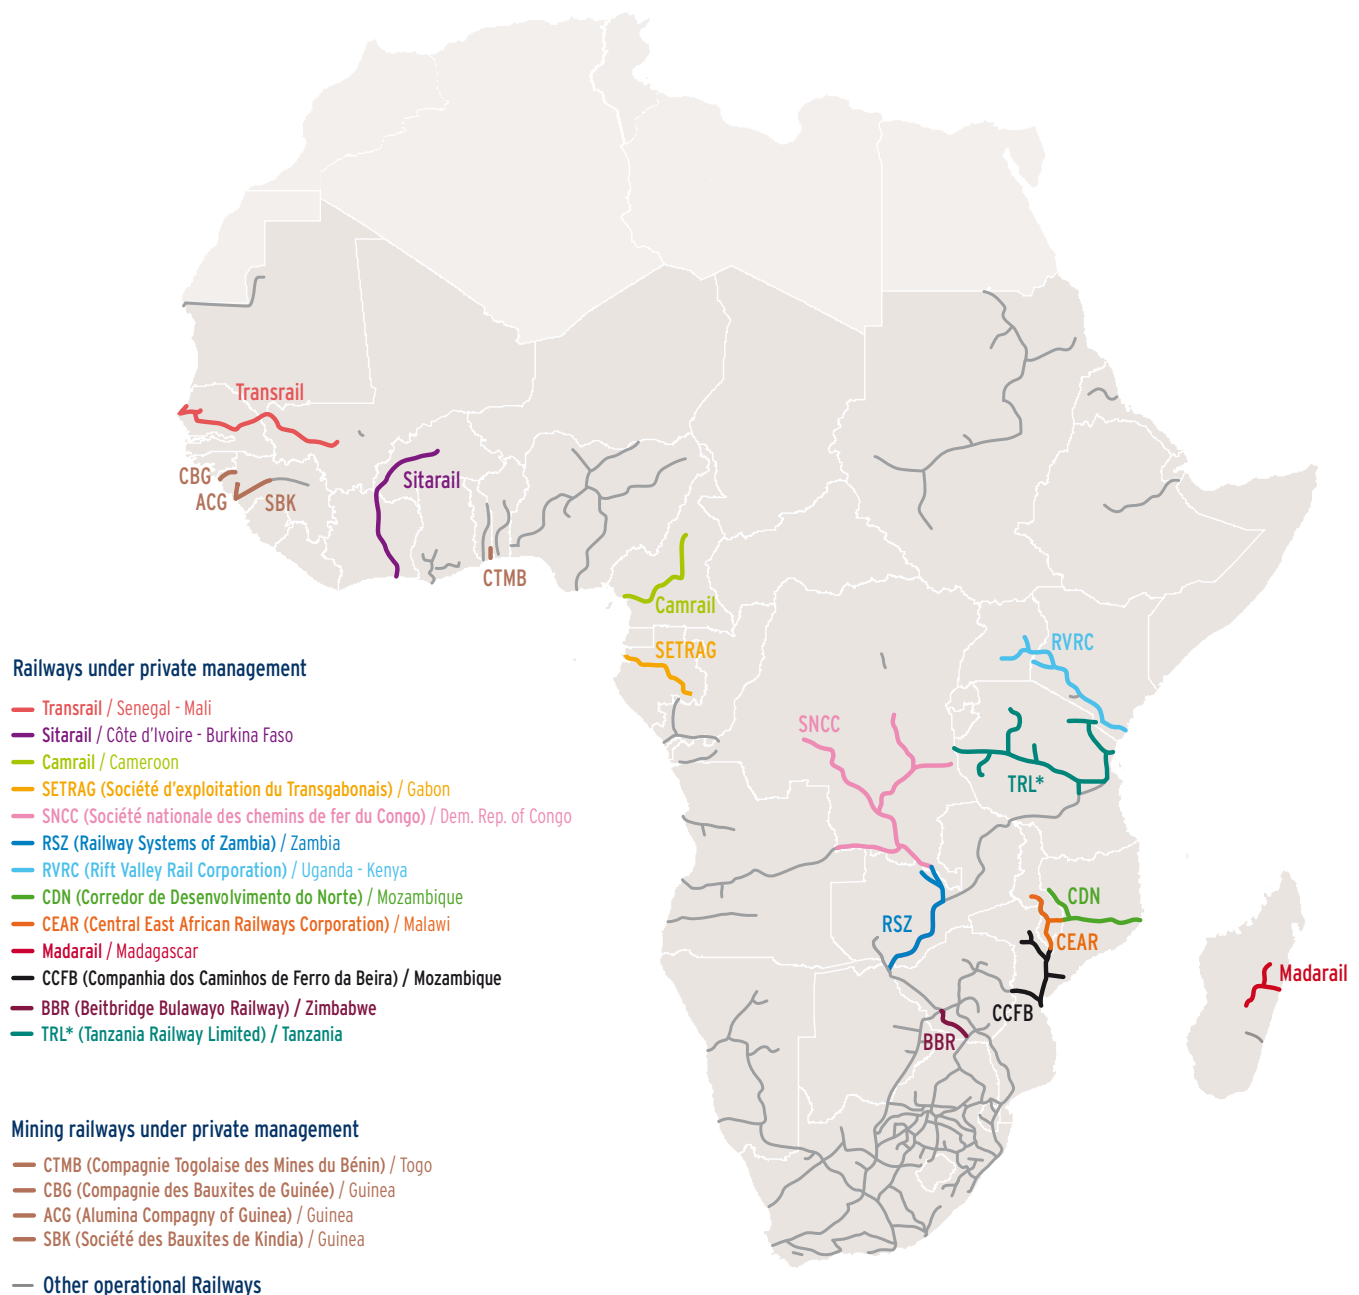 Transrail
CBG
ACG
SBK
Sitarail
CTMB
Camrail
SETRAG
RVRC
SNCC
TRL*
CDN
RSZ
CEAR
Madarail
CCFB
BBR
Railways under private management
Transrail / Senegal - Mali
Sitarail / Côte d'Ivoire - Burkina Faso
Camrail / Cameroon
SETRAG (Société d'exploitation du Transgabonais) / Gabon
SNCC (Société nationale des chemins de fer du Congo) / Dem. Rep. of Congo
RSZ (Railway Systems of Zambia) / Zambia
RVRC (Rift Valley Rail Corporation) / Uganda - Kenya
CDN (Corredor de Desenvolvimento do Norte) / Mozambique
CEAR (Central East African Railways Corporation) / Malawi
Madarail / Madagascar
CCFB (Companhia dos Caminhos de Ferro da Beira) / Mozambique
BBR (Beitbridge Bulawayo Railway) / Zimbabwe
TRL* (Tanzania Railway Limited) / Tanzania
Mining railways under private management
CTMB (Compagnie Togolaise des Mines du Bénin) / Togo
CBG (Compagnie des Bauxites de Guinée) / Guinea
ACG (Alumina Compagny of Guinea) / Guinea
SBK (Société des Bauxites de Kindia) / Guinea
Other operational Railways